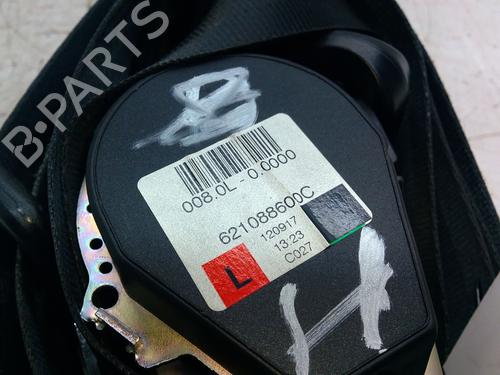 B-PARTS
008.0L - 0.0000
621088600C
120917
13:23
C027
L
H